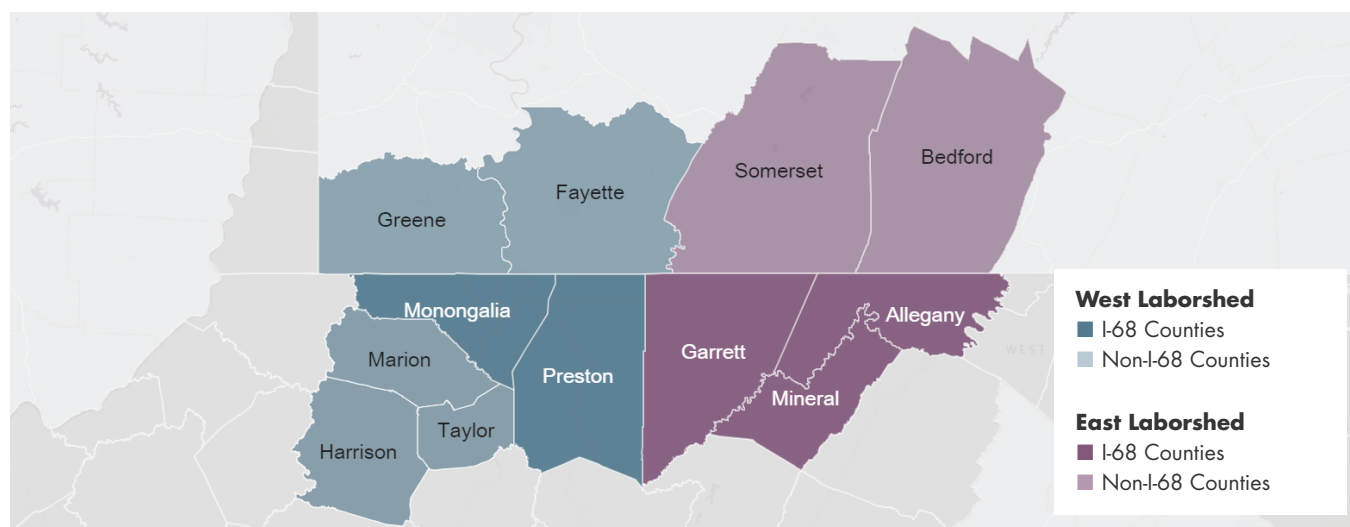 Bedford
Somerset
Fayette
Greene
Monongalia
Allegany
Garrett
Marion
Preston
Mineral
Taylor
Harrison
WEST
West Laborshed
I-68 Counties
Non-I-68 Counties
East Laborshed
I-68 Counties
Non-I-68 Counties